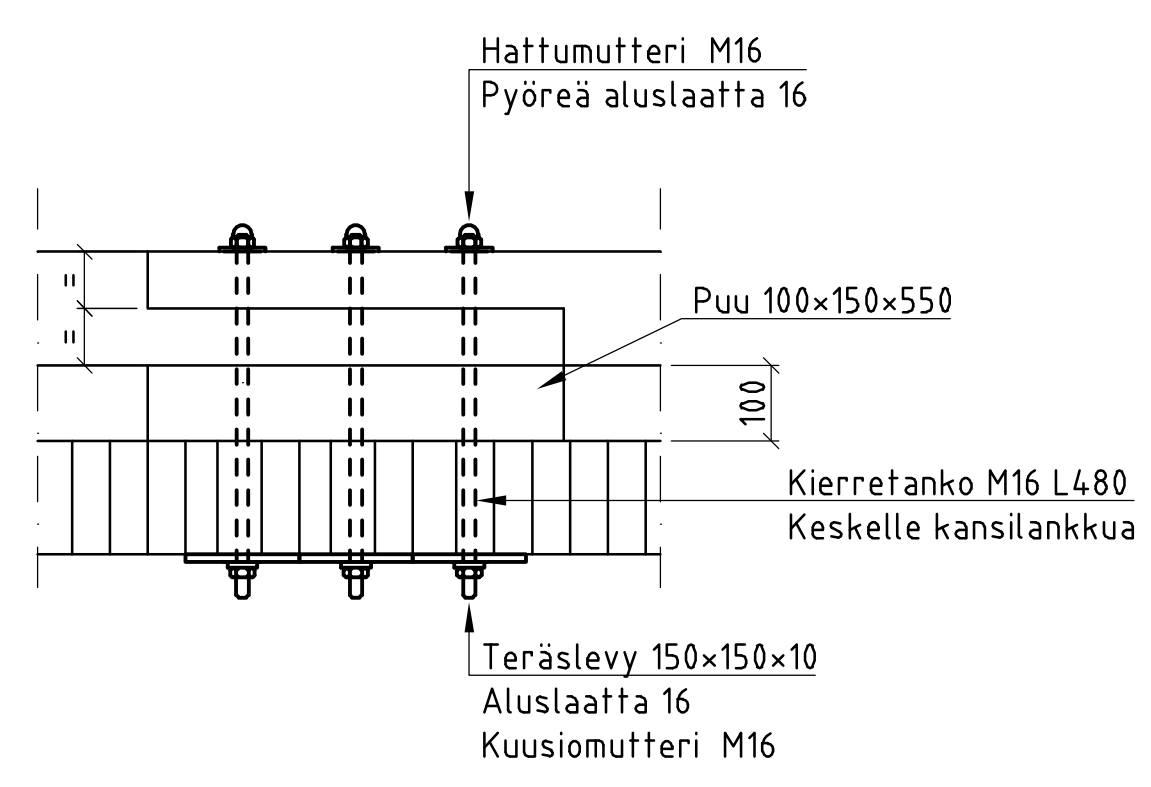 Hattumutteri M16
Pyöreä aluslaatta 16
=
=
Puu 100×150×550
100
Kierretanko M16 L480
Keskelle kansilankkua
Teräslevy 150×150×10
Aluslaatta 16
Kuusiomutteri M16